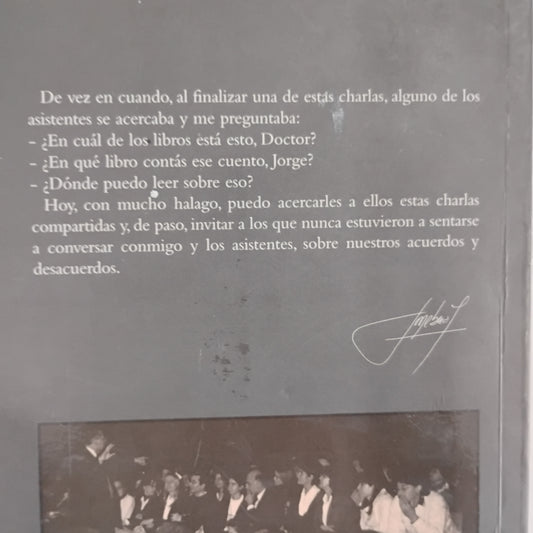 De vez en cuando, al finalizar una de estas charlas, alguno de los
asistentes se acercaba y me preguntaba:
- ¿En cuál de los libros está esto, Doctor?
- ¿En qué libro contás ese cuento, Jorge?
- ¿Dónde puedo leer sobre eso?
Hoy, con mucho halago, puedo acercarles a ellos estas charlas
compartidas y, de paso, invitar a los que nunca estuvieron a sentarse
a conversar conmigo y los asistentes, sobre nuestros acuerdos y
desacuerdos.